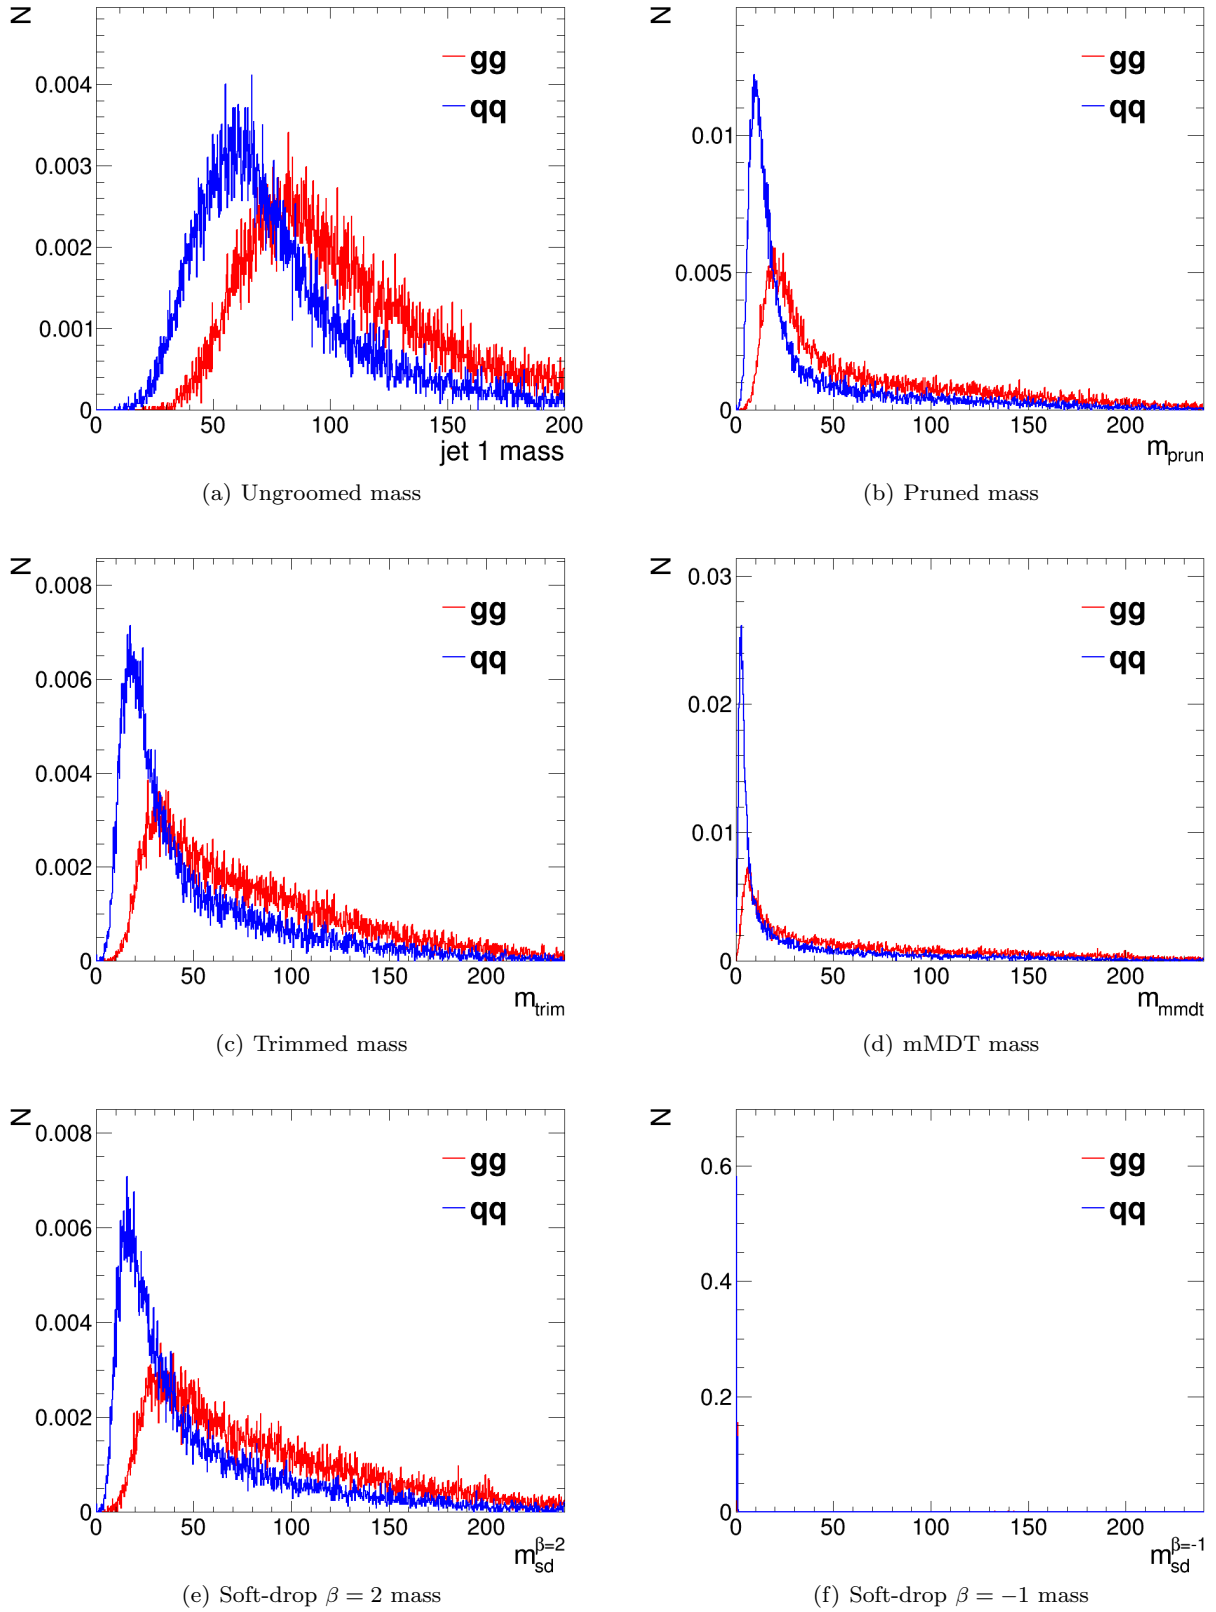 N
gg
qq
0.004
0.003
0.002
0.001
0
0 50 100 150 200
jet 1 mass
(a) Ungroomed mass
N
gg
qq
0.01
0.005
0
0 50 100 150 200
m_prun
(b) Pruned mass
N
gg
qq
0.008
0.006
0.004
0.002
0
0 50 100 150 200
m_trim
(c) Trimmed mass
N
gg
qq
0.03
0.02
0.01
0
0 50 100 150 200
m_mmdt
(d) mMDT mass
N
gg
qq
0.008
0.006
0.004
0.002
0
0 50 100 150 200
m_sd^β=2
(e) Soft-drop β = 2 mass
N
gg
qq
0.6
0.4
0.2
0
0 50 100 150 200
m_sd^β=-1
(f) Soft-drop β = −1 mass